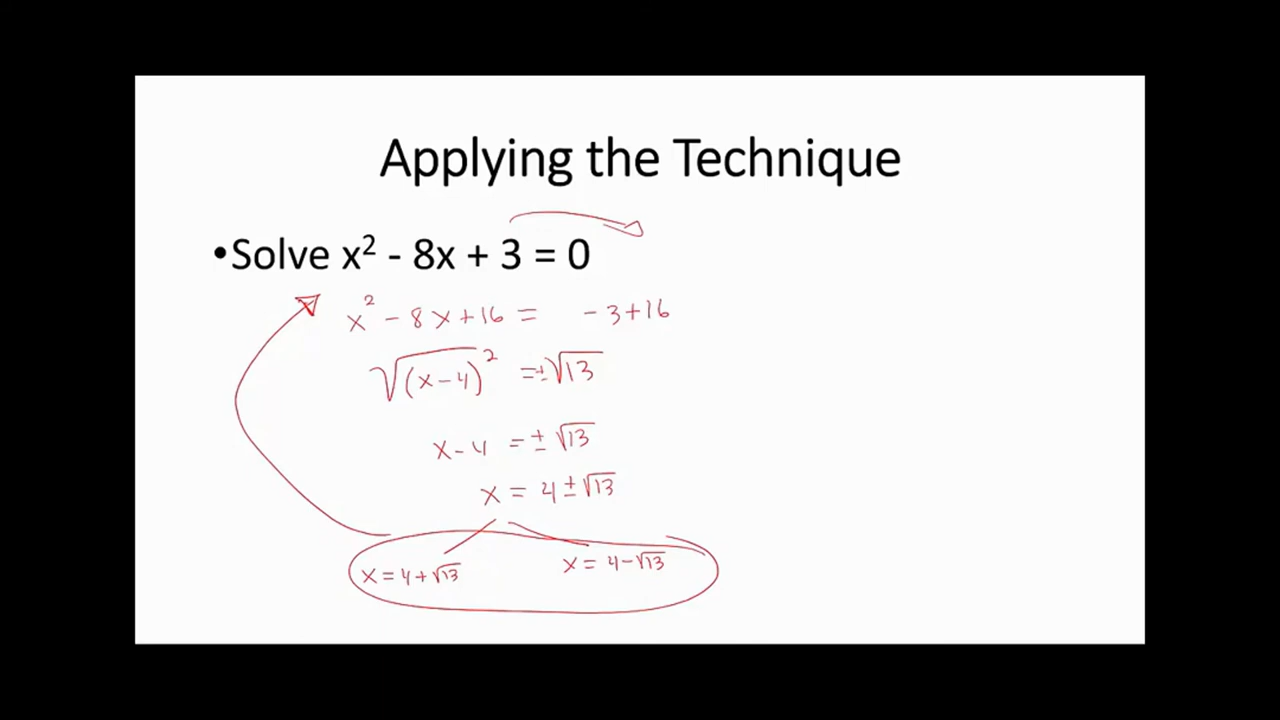 Applying the Technique
•Solve x² - 8x + 3 = 0
x² - 8x + 16 = - 3 + 16
√(x - 4)² = ±√13
x - 4 = ± √13
x = 4 ± √13
x = 4 + √13 x = 4 - √13